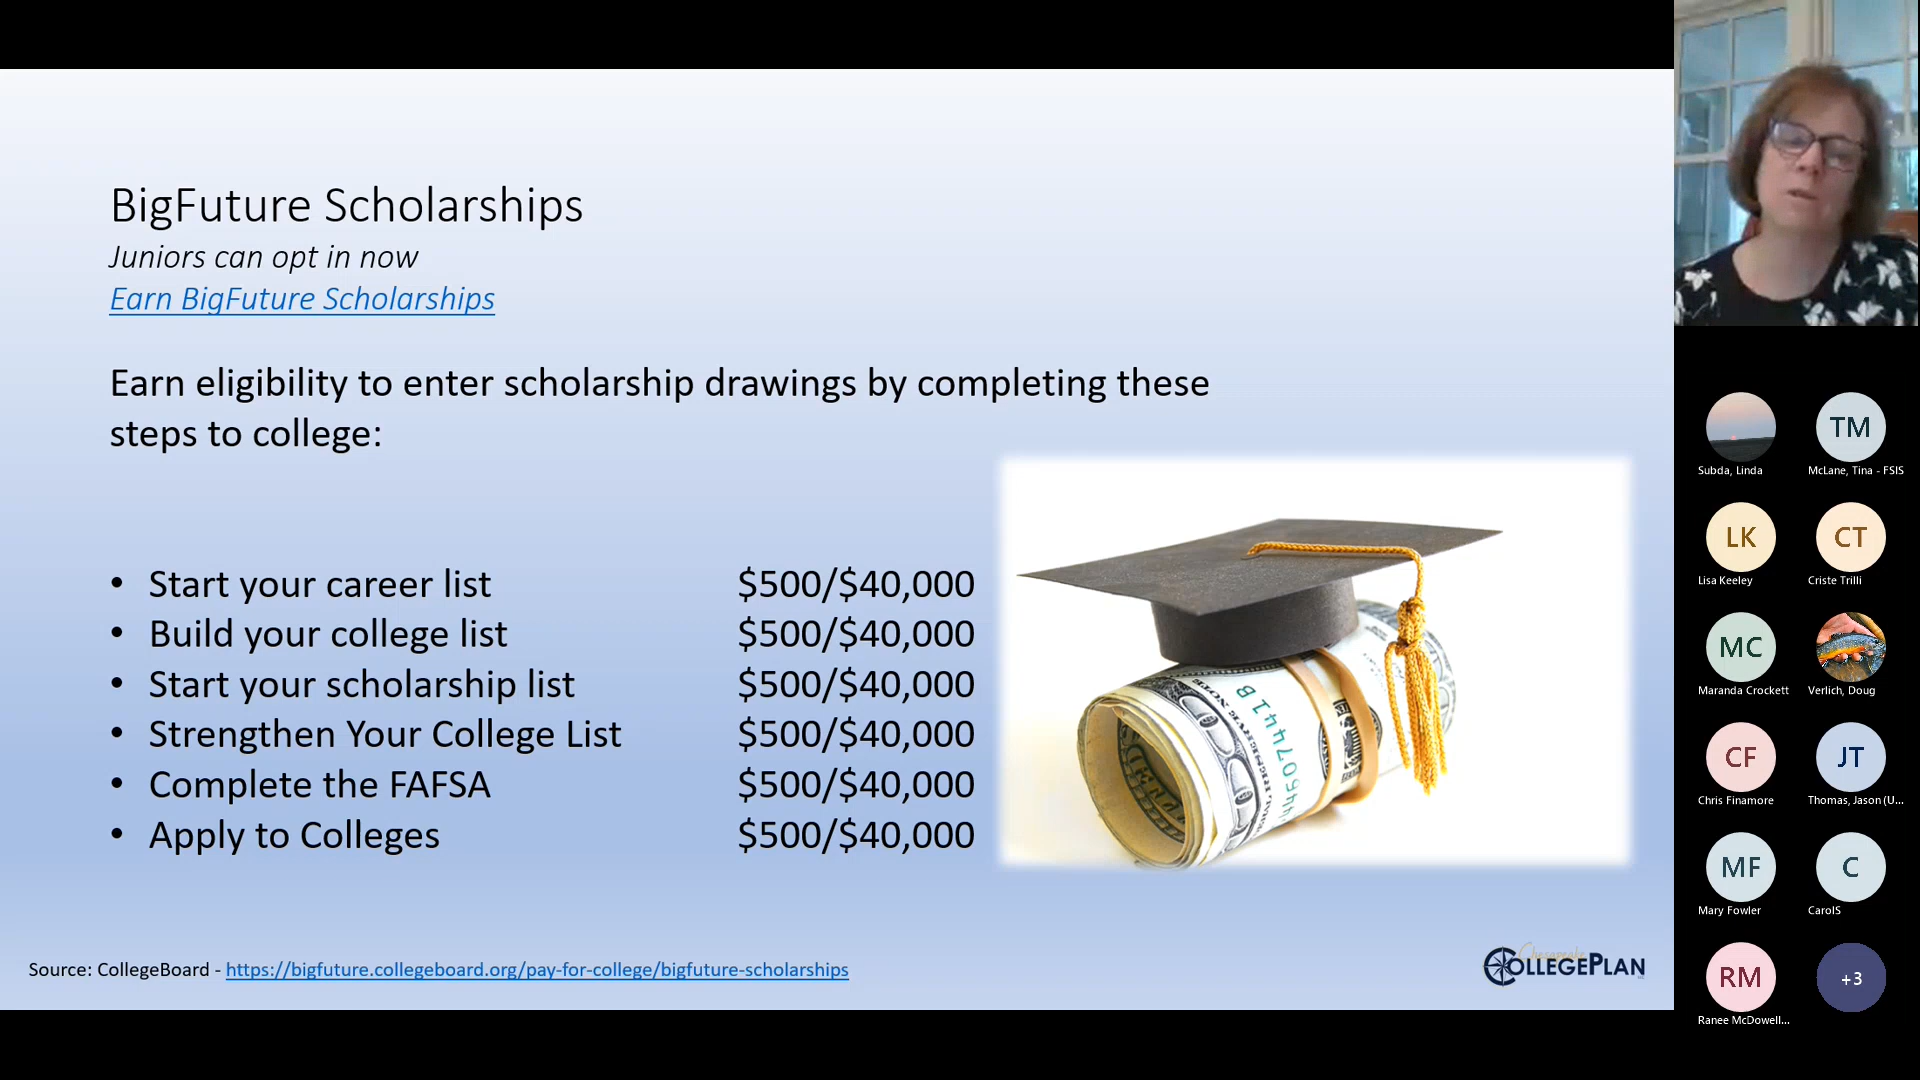 BigFuture Scholarships
Juniors can opt in now
Earn BigFuture Scholarships
Earn eligibility to enter scholarship drawings by completing these
steps to college:
• Start your career list $500/$40,000
• Build your college list $500/$40,000
• Start your scholarship list $500/$40,000
• Strengthen Your College List $500/$40,000
• Complete the FAFSA $500/$40,000
• Apply to Colleges $500/$40,000
Source: CollegeBoard - https://bigfuture.collegeboard.org/pay-for-college/bigfuture-scholarships
Chesapeake
COLLEGEPLAN
TM
Subda, Linda McLane, Tina - FSIS
LK CT
Lisa Keeley Criste Trilli
MC
Maranda Crockett Verlich, Doug
CF JT
Chris Finamore Thomas, Jason (U...
MF C
Mary Fowler CarolS
RM +3
Ranee McDowell...